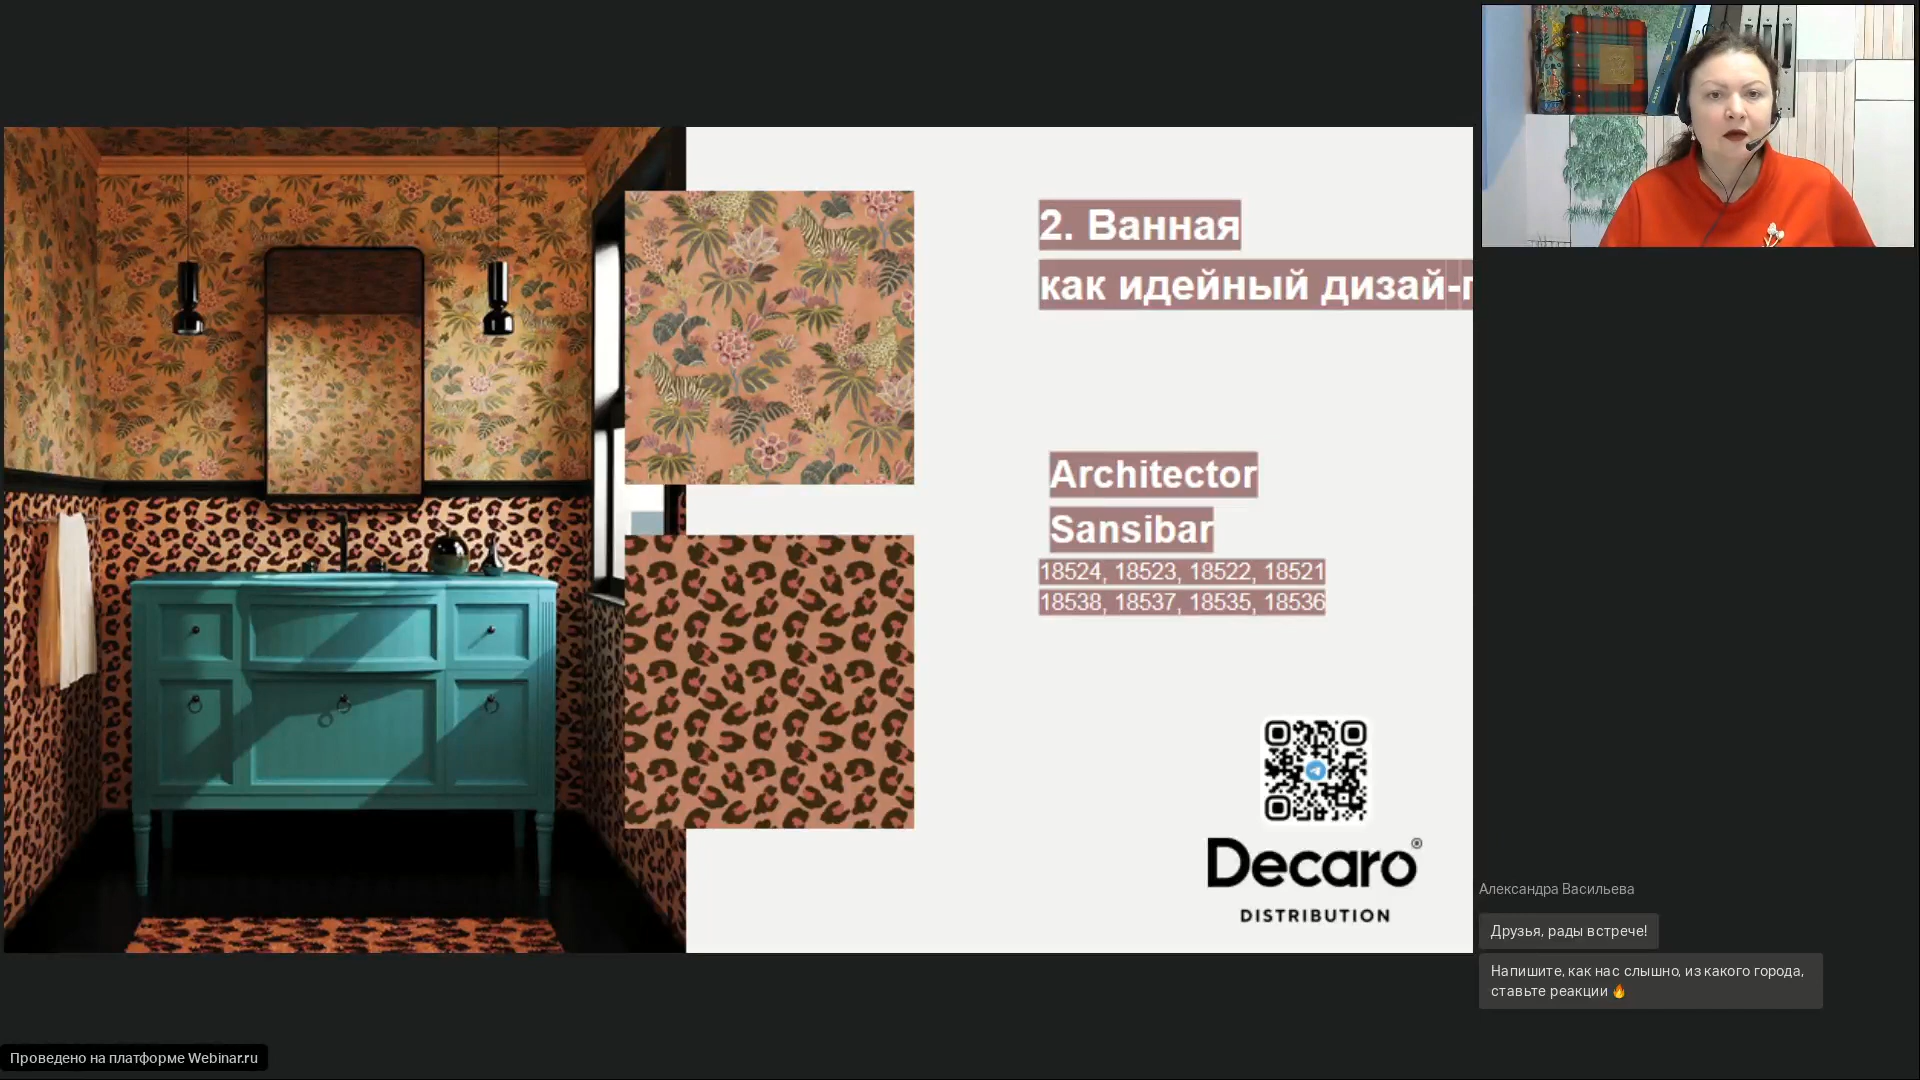 2. Ванная
как идейный дизай-п
Architector
Sansibar
18524, 18523, 18522, 18521
18538, 18537, 18535, 18536
Decaro®
DISTRIBUTION
Александра Васильева
Друзья, рады встрече!
Напишите, как нас слышно, из какого города,
ставьте реакции 🔥
Проведено на платформе Webinar.ru